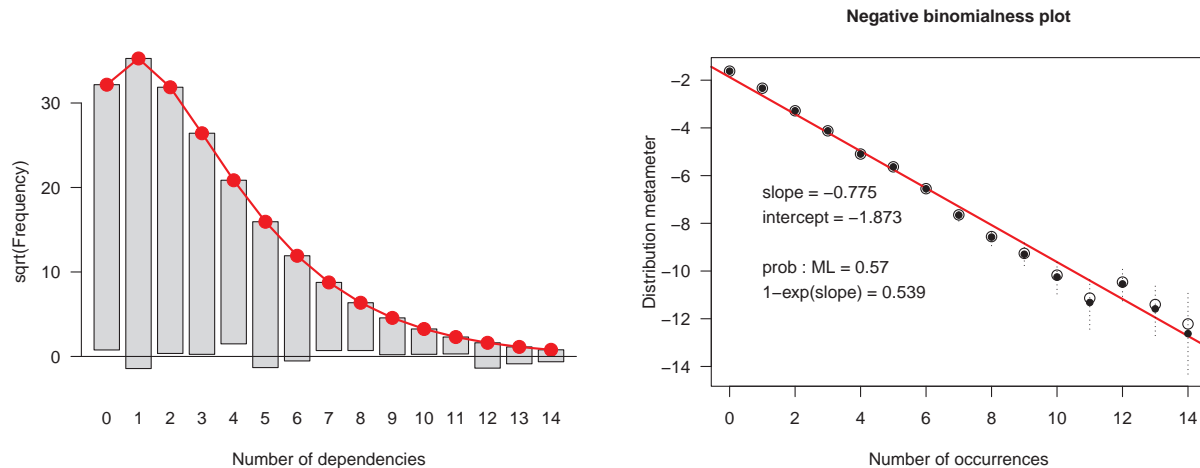 sqrt(Frequency)
30
20
10
0
0 1 2 3 4 5 6 7 8 9 10 11 12 13 14
Number of dependencies
Negative binomialness plot
Distribution metameter
−2
−4
−6
−8
−10
−12
−14
slope = −0.775
intercept = −1.873
prob : ML = 0.57
1−exp(slope) = 0.539
0 2 4 6 8 10 12 14
Number of occurrences